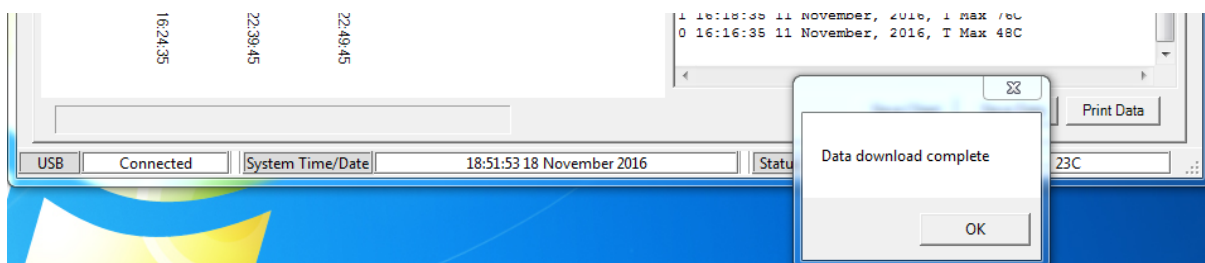 16:24:35
22:39:45
22:49:45
1 16:18:35 11 November, 2016, T Max 76C
0 16:16:35 11 November, 2016, T Max 48C
Print Data
Data download complete
OK
USB Connected System Time/Date 18:51:53 18 November 2016 Statu 23C